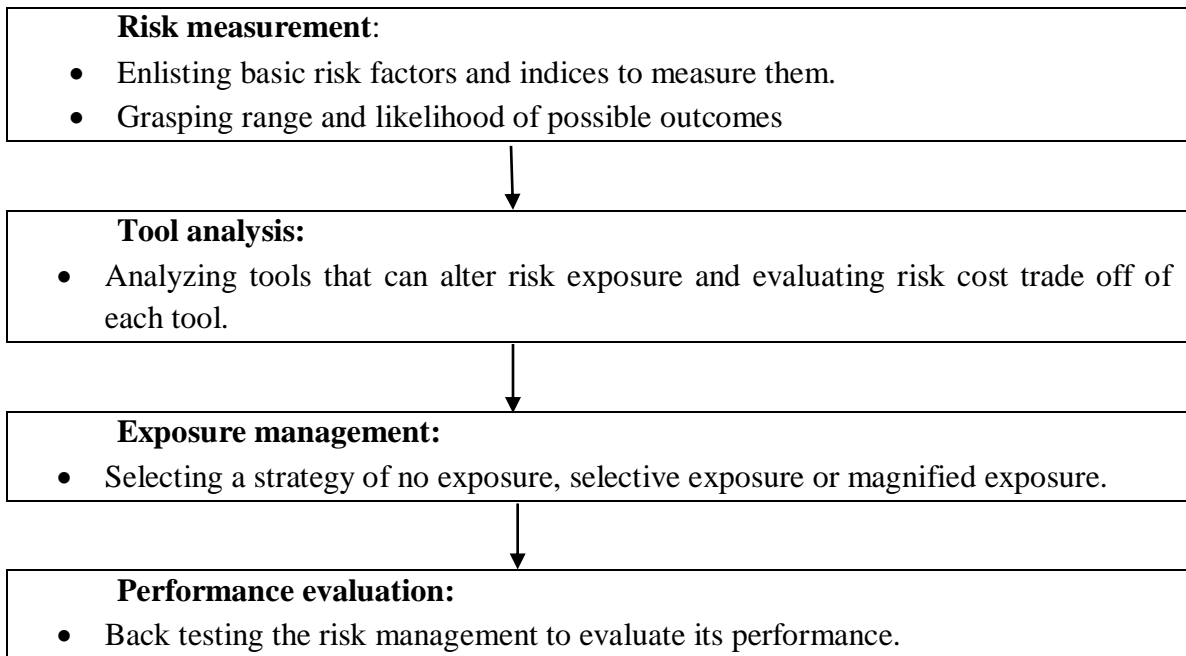 Risk measurement:
• Enlisting basic risk factors and indices to measure them.
• Grasping range and likelihood of possible outcomes
Tool analysis:
• Analyzing tools that can alter risk exposure and evaluating risk cost trade off of
each tool.
Exposure management:
• Selecting a strategy of no exposure, selective exposure or magnified exposure.
Performance evaluation:
• Back testing the risk management to evaluate its performance.